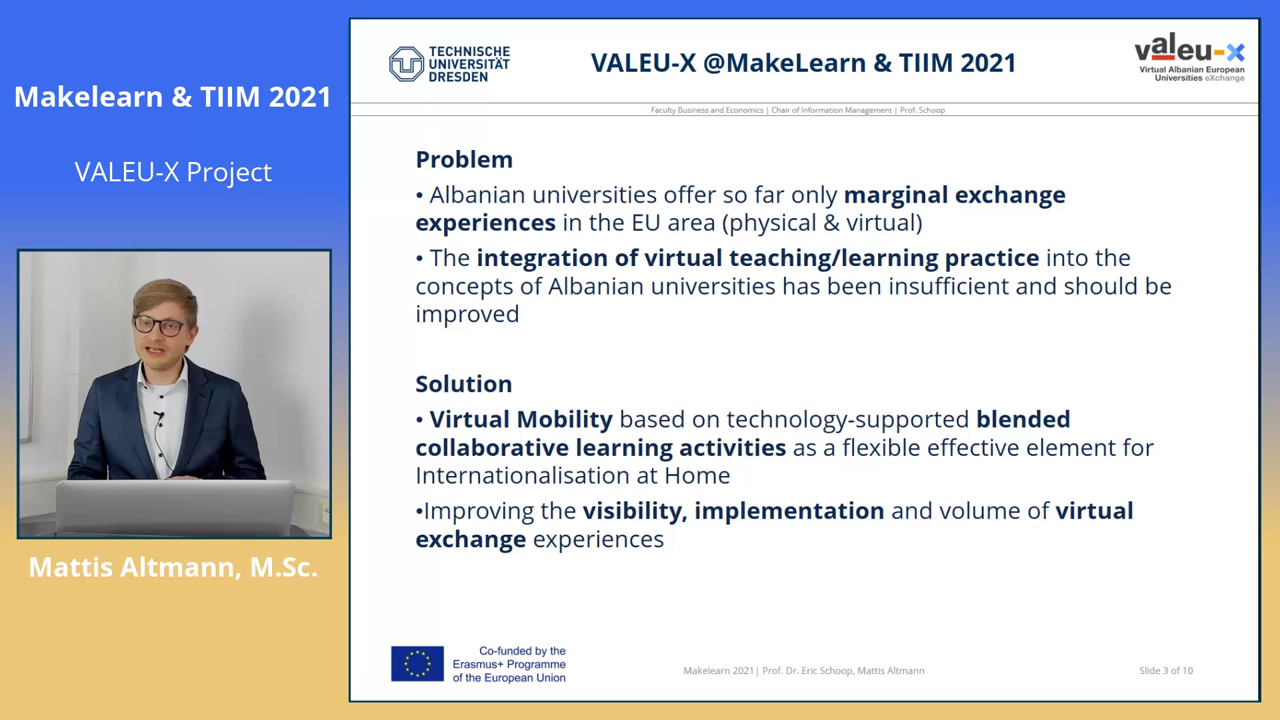 Makelearn & TIIM 2021
VALEU-X Project
Mattis Altmann, M.Sc.
TECHNISCHE
UNIVERSITÄT
DRESDEN
VALEU-X @MakeLearn & TIIM 2021
valeu-x
Virtual Albanian European
Universities eXchange
Faculty Business and Economics | Chair of Information Management | Prof. Schoop
Problem
• Albanian universities offer so far only marginal exchange
experiences in the EU area (physical & virtual)
• The integration of virtual teaching/learning practice into the
concepts of Albanian universities has been insufficient and should be
improved
Solution
• Virtual Mobility based on technology-supported blended
collaborative learning activities as a flexible effective element for
Internationalisation at Home
•Improving the visibility, implementation and volume of virtual
exchange experiences
Co-funded by the
Erasmus+ Programme
of the European Union
Makelearn 2021| Prof. Dr. Eric Schoop, Mattis Altmann
Slide 3 of 10